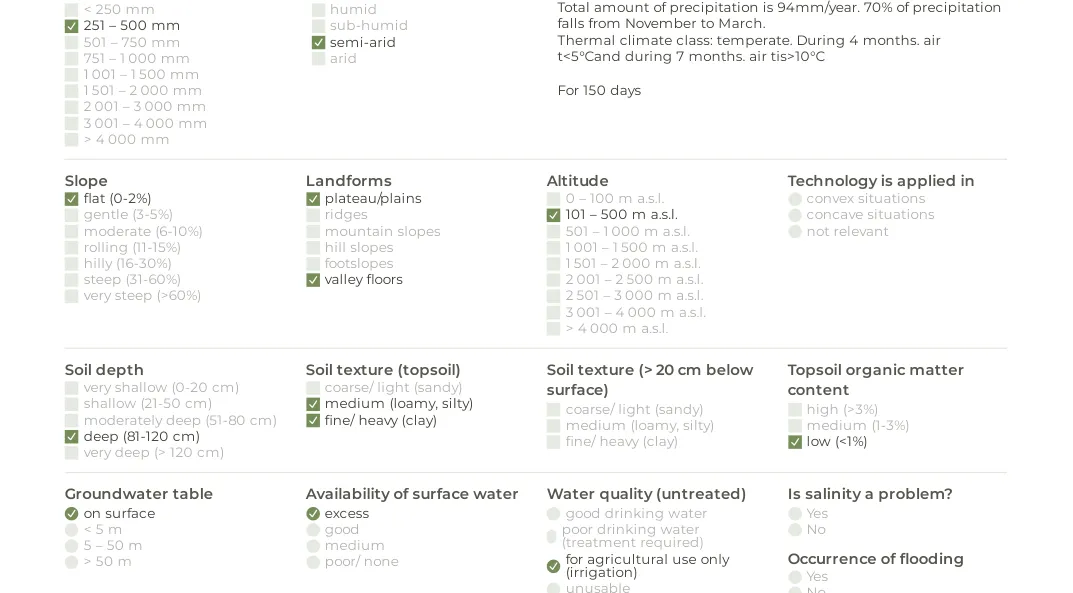 < 250 mm
251 – 500 mm
501 – 750 mm
751 – 1 000 mm
1 001 – 1 500 mm
1 501 – 2 000 mm
2 001 – 3 000 mm
3 001 – 4 000 mm
> 4 000 mm
humid
sub-humid
semi-arid
arid
Total amount of precipitation is 94mm/year. 70% of precipitation
falls from November to March.
Thermal climate class: temperate. During 4 months. air
t<5°Cand during 7 months. air tis>10°C
For 150 days
Slope
flat (0-2%)
gentle (3-5%)
moderate (6-10%)
rolling (11-15%)
hilly (16-30%)
steep (31-60%)
very steep (>60%)
Landforms
plateau/plains
ridges
mountain slopes
hill slopes
footslopes
valley floors
Altitude
0 – 100 m a.s.l.
101 – 500 m a.s.l.
501 – 1 000 m a.s.l.
1 001 – 1 500 m a.s.l.
1 501 – 2 000 m a.s.l.
2 001 – 2 500 m a.s.l.
2 501 – 3 000 m a.s.l.
3 001 – 4 000 m a.s.l.
> 4 000 m a.s.l.
Technology is applied in
convex situations
concave situations
not relevant
Soil depth
very shallow (0-20 cm)
shallow (21-50 cm)
moderately deep (51-80 cm)
deep (81-120 cm)
very deep (> 120 cm)
Soil texture (topsoil)
coarse/ light (sandy)
medium (loamy, silty)
fine/ heavy (clay)
Soil texture (> 20 cm below
surface)
coarse/ light (sandy)
medium (loamy, silty)
fine/ heavy (clay)
Topsoil organic matter
content
high (>3%)
medium (1-3%)
low (<1%)
Groundwater table
on surface
< 5 m
5 – 50 m
> 50 m
Availability of surface water
excess
good
medium
poor/ none
Water quality (untreated)
good drinking water
poor drinking water
(treatment required)
for agricultural use only
(irrigation)
unusable
Is salinity a problem?
Yes
No
Occurrence of flooding
Yes
No